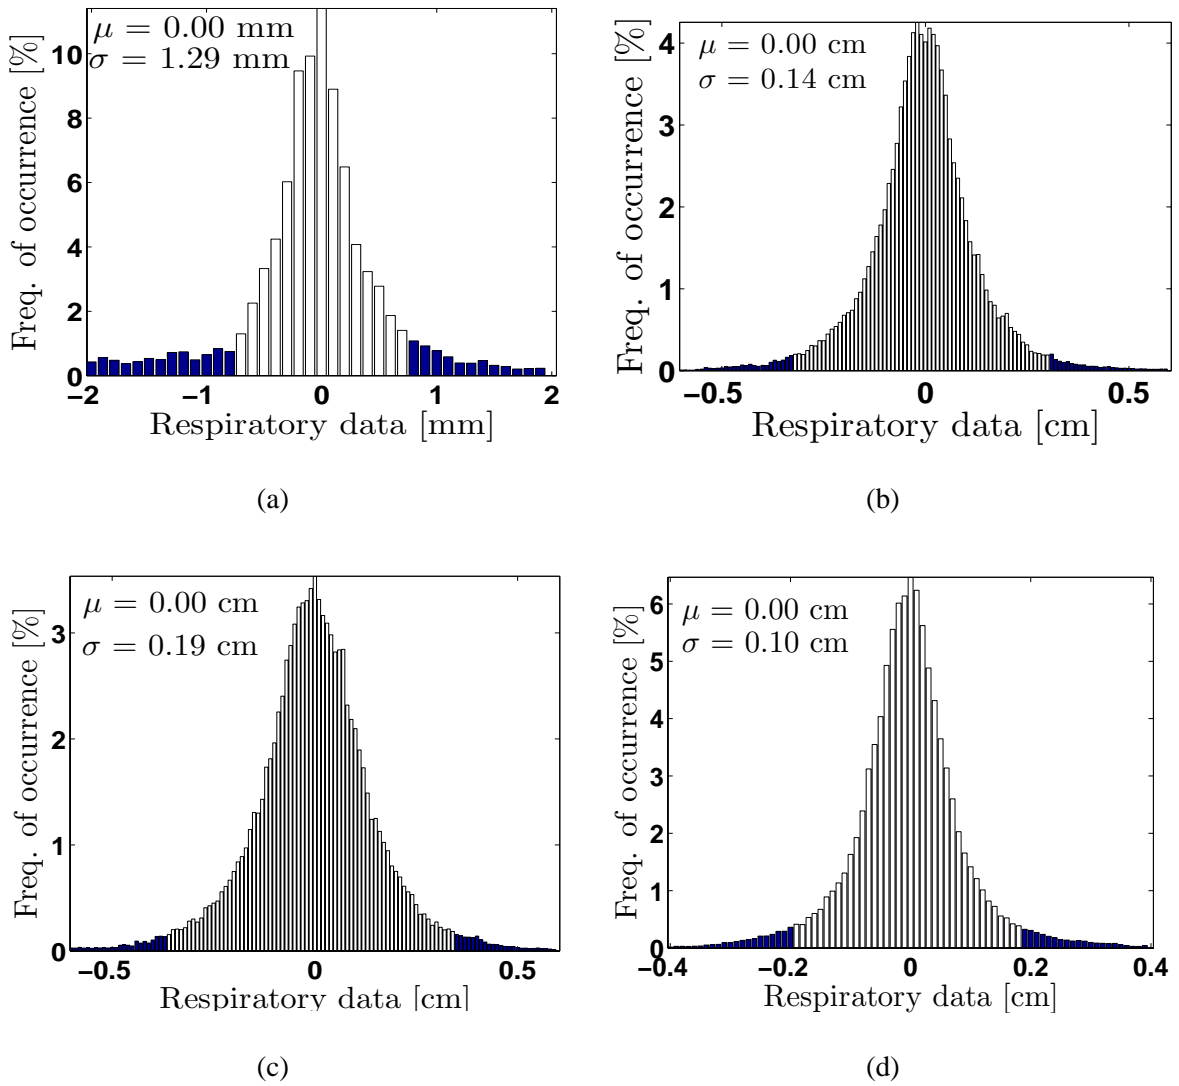 μ = 0.00 mm
σ = 1.29 mm
Freq. of occurrence [%]
10
8
6
4
2
0
−2 −1 0 1 2
Respiratory data [mm]
(a)
μ = 0.00 cm
σ = 0.14 cm
Freq. of occurrence [%]
4
3
2
1
0
−0.5 0 0.5
Respiratory data [cm]
(b)
μ = 0.00 cm
σ = 0.19 cm
Freq. of occurrence [%]
3
2
1
0
−0.5 0 0.5
Respiratory data [cm]
(c)
μ = 0.00 cm
σ = 0.10 cm
Freq. of occurrence [%]
6
5
4
3
2
1
0
−0.4 −0.2 0 0.2 0.4
Respiratory data [cm]
(d)